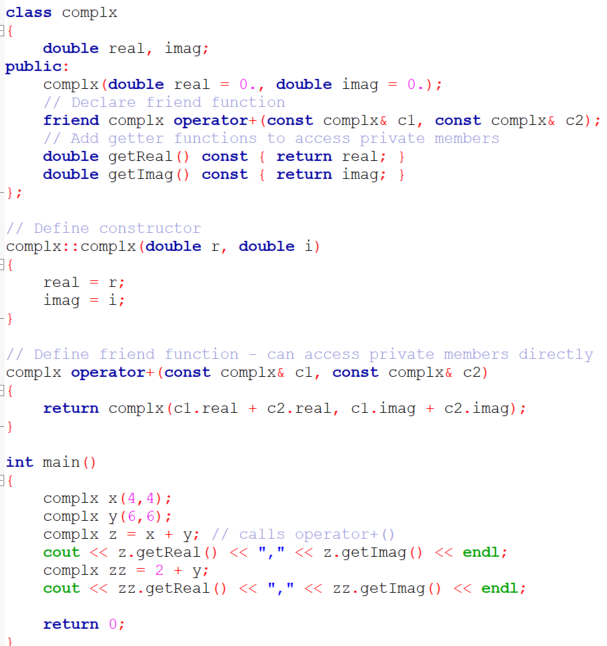 class complx
{
    double real, imag;
public:
    complx(double real = 0., double imag = 0.);
    // Declare friend function
    friend complx operator+(const complx& c1, const complx& c2);
    // Add getter functions to access private members
    double getReal() const { return real; }
    double getImag() const { return imag; }
};

// Define constructor
complx::complx(double r, double i)
{
    real = r;
    imag = i;
}

// Define friend function - can access private members directly
complx operator+(const complx& c1, const complx& c2)
{
    return complx(c1.real + c2.real, c1.imag + c2.imag);
}

int main()
{
    complx x(4,4);
    complx y(6,6);
    complx z = x + y; // calls operator+()
    cout << z.getReal() << "," << z.getImag() << endl;
    complx zz = 2 + y;
    cout << zz.getReal() << "," << zz.getImag() << endl;

    return 0;
}